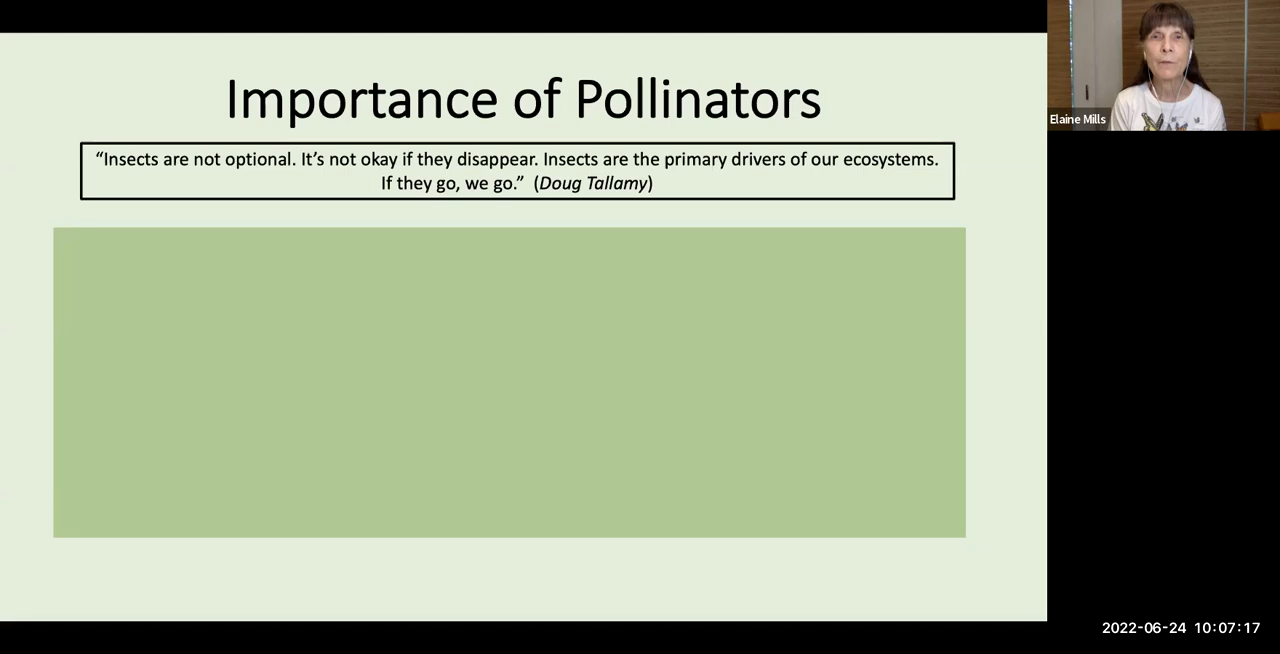 Importance of Pollinators
“Insects are not optional. It’s not okay if they disappear. Insects are the primary drivers of our ecosystems.
If they go, we go.” (Doug Tallamy)
Elaine Mills
2022-06-24 10:07:17